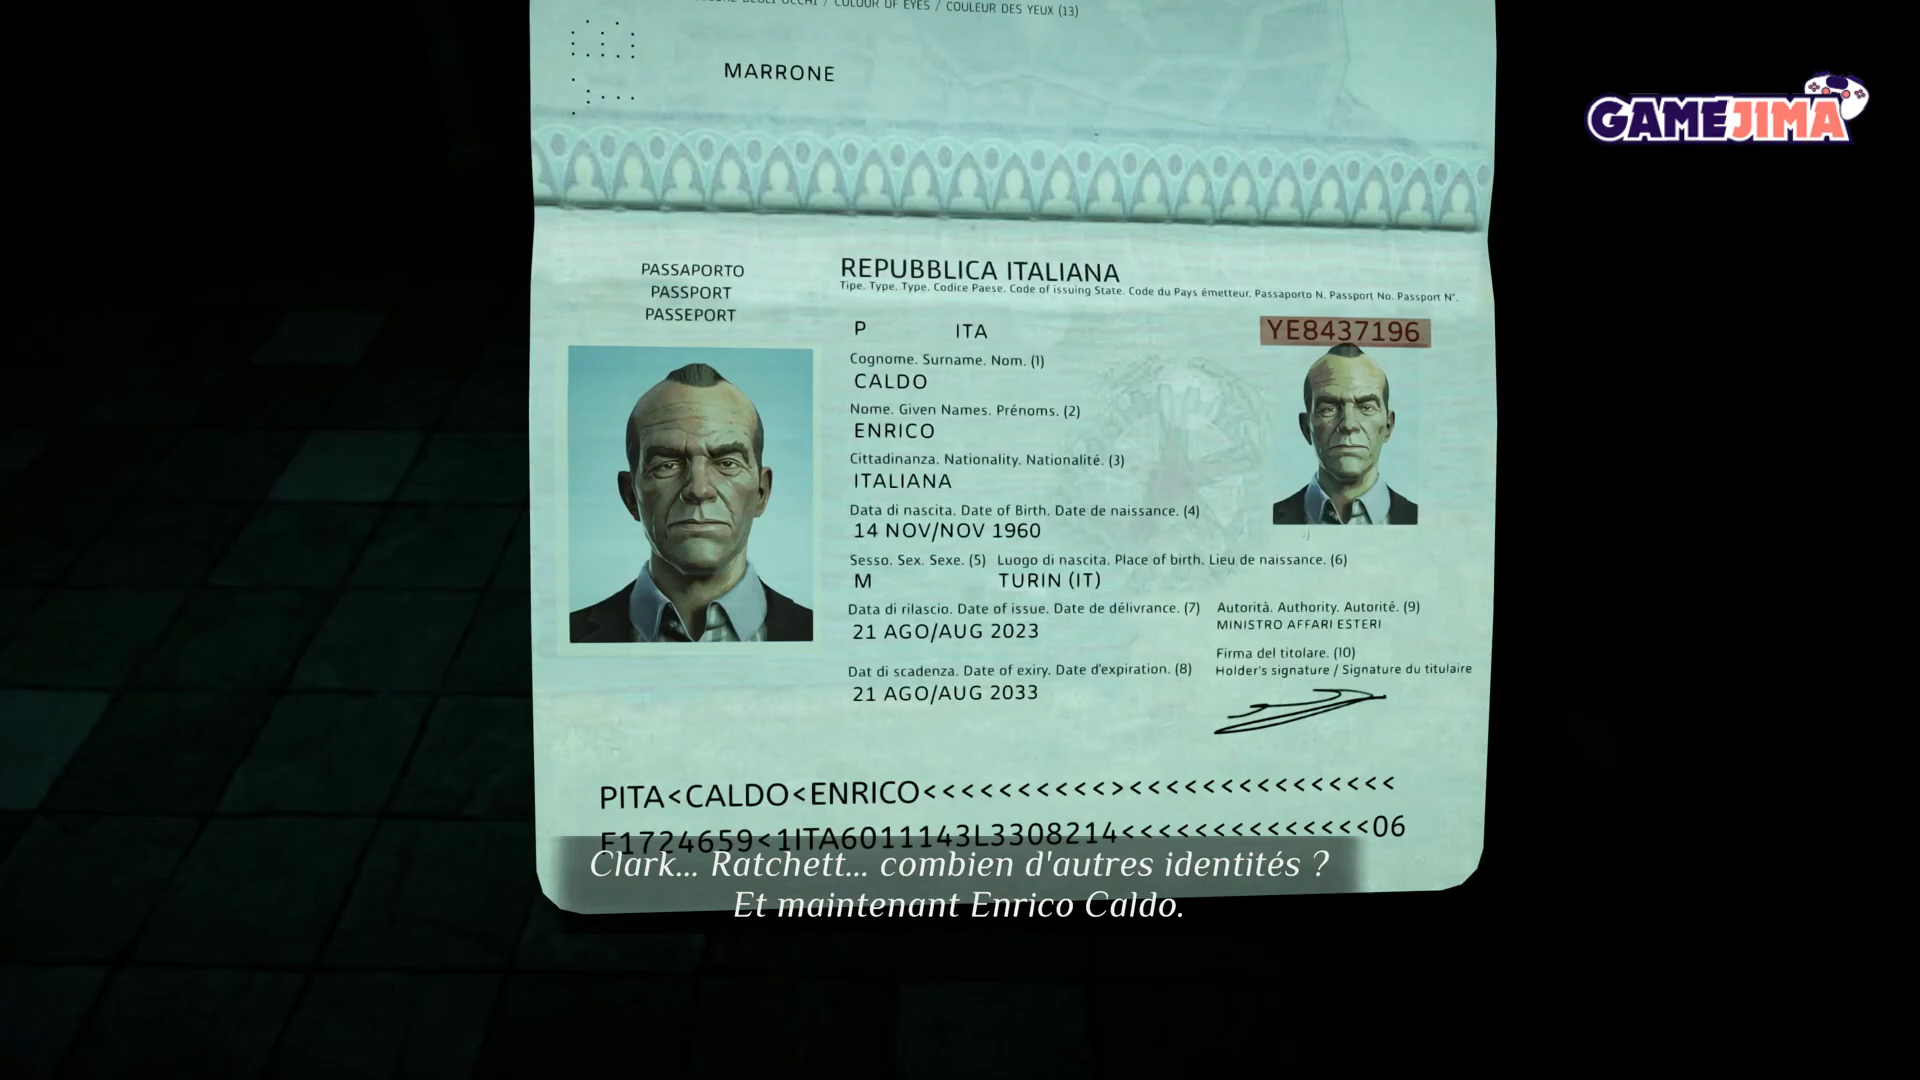 COLOUR OF EYES / COULEUR DES YEUX (13)
MARRONE
GAMEJIMA
PASSAPORTO
PASSPORT
PASSEPORT
REPUBBLICA ITALIANA
Tipe. Type. Type. Codice Paese. Code of issuing State. Code du Pays émetteur. Passaporto N. Passport No. Passport N°.
P ITA YE8437196
Cognome. Surname. Nom. (1)
CALDO
Nome. Given Names. Prénoms. (2)
ENRICO
Cittadinanza. Nationality. Nationalité. (3)
ITALIANA
Data di nascita. Date of Birth. Date de naissance. (4)
14 NOV/NOV 1960
Sesso. Sex. Sexe. (5) Luogo di nascita. Place of birth. Lieu de naissance. (6)
M TURIN (IT)
Data di rilascio. Date of issue. Date de délivrance. (7)
21 AGO/AUG 2023
Dat di scadenza. Date of exiry. Date d'expiration. (8)
21 AGO/AUG 2033
Autorità. Authority. Autorité. (9)
MINISTRO AFFARI ESTERI
Firma del titolare. (10)
Holder's signature / Signature du titulaire
PITA<CALDO<ENRICO<<<<<<<<<<><<<<<<<<<<<<<<<
F1724659<1ITA6011143L3308214<<<<<<<<<<<<<<06
Clark... Ratchett... combien d'autres identités ?
Et maintenant Enrico Caldo.